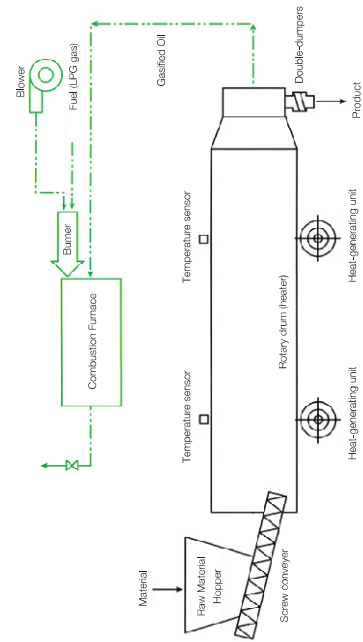 Blower
Fuel (LPG gas)
Burner
Combustion Furnace
Gasified Oil
Double-dumpers
Product
Temperature sensor
Temperature sensor
Rotary drum (heater)
Heat-generating unit
Heat-generating unit
Material
Raw Material
Hopper
Screw conveyer